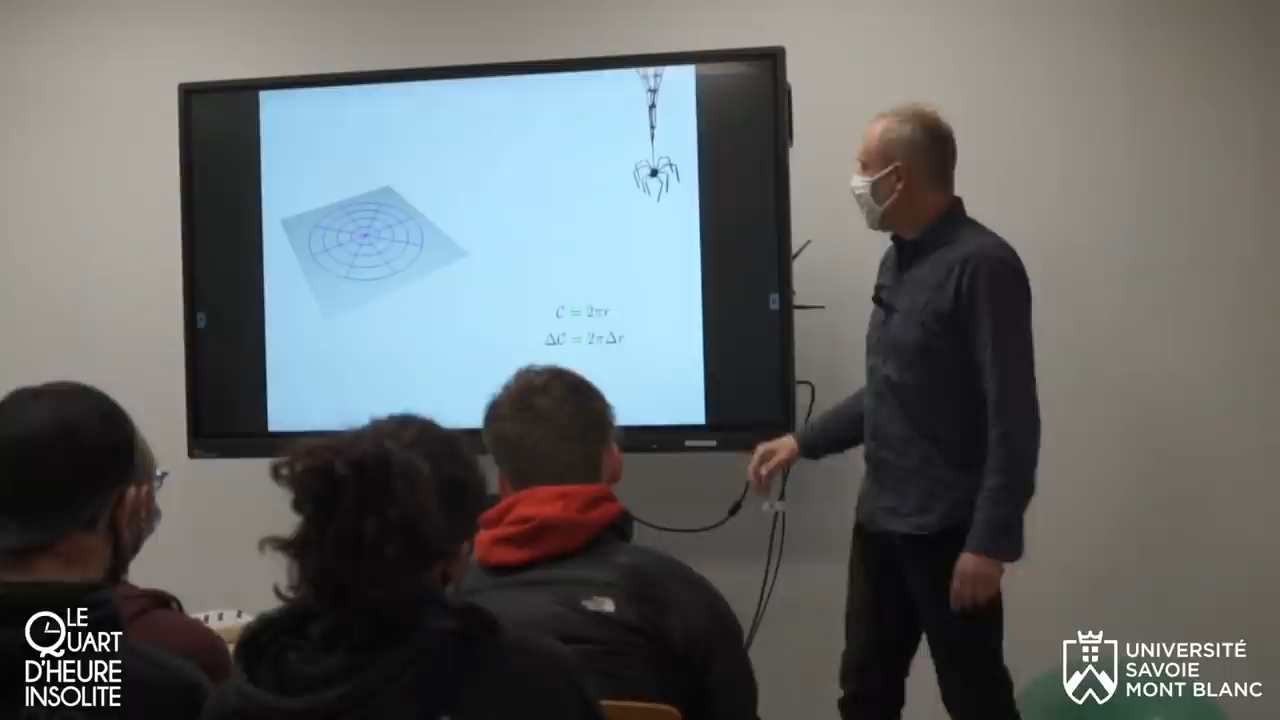 C = 2πr
ΔC = 2πΔr
LE
QUART
D'HEURE
INSOLITE
UNIVERSITÉ
SAVOIE
MONT BLANC